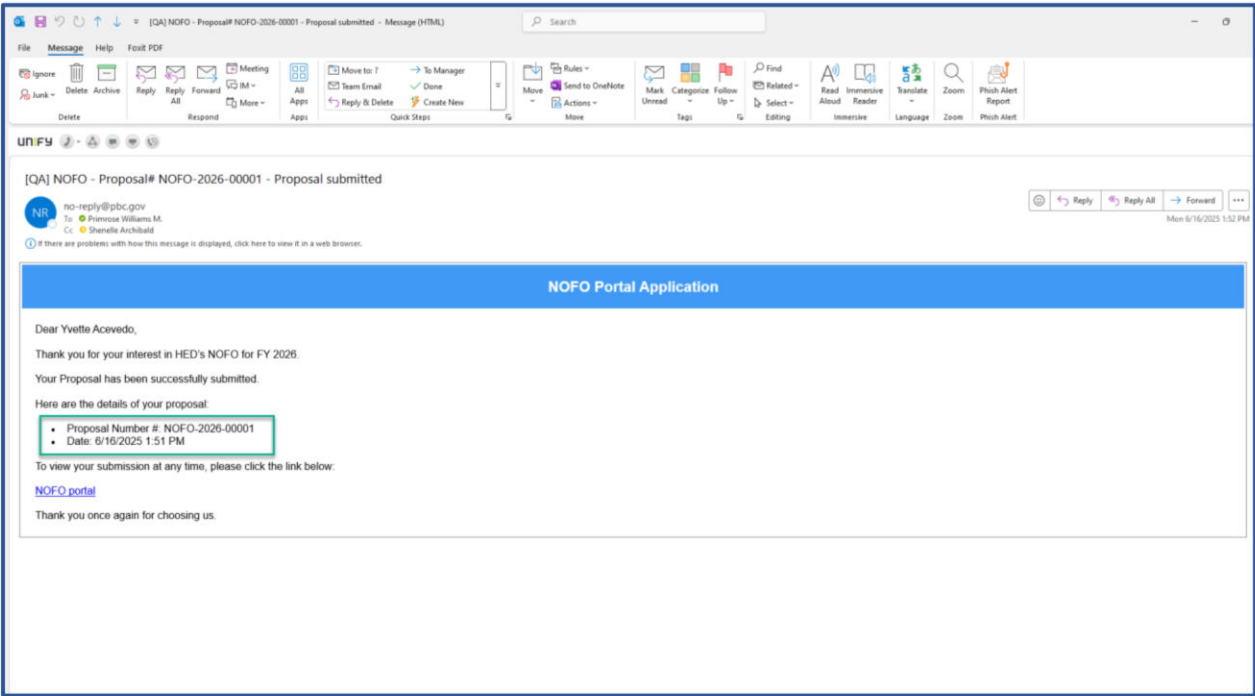 [QA] NOFO - Proposal# NOFO-2026-00001 - Proposal submitted - Message (HTML)
Search
File Message Help Foxit PDF
Ignore
Junk
Delete
Archive
Delete
Reply
Reply All
Forward
Meeting
IM
More
Respond
All Apps
Apps
Move to: ?
Team Email
Reply & Delete
To Manager
Done
Create New
Quick Steps
Move
Rules
Send to OneNote
Actions
Move
Mark Unread
Categorize
Follow Up
Tags
Find
Related
Select
Editing
Read Aloud
Immersive Reader
Immersive
Translate
Language
Zoom
Zoom
Phish Alert Report
Phish Alert
UNIFY
[QA] NOFO - Proposal# NOFO-2026-00001 - Proposal submitted
NR
no-reply@pbc.gov
To Primrose Williams M.
Cc Shenelle Archibald
Reply Reply All Forward
Mon 6/16/2025 1:52 PM
If there are problems with how this message is displayed, click here to view it in a web browser.
NOFO Portal Application
Dear Yvette Acevedo,
Thank you for your interest in HED's NOFO for FY 2026.
Your Proposal has been successfully submitted.
Here are the details of your proposal:
• Proposal Number #: NOFO-2026-00001
• Date: 6/16/2025 1:51 PM
To view your submission at any time, please click the link below:
NOFO portal
Thank you once again for choosing us.